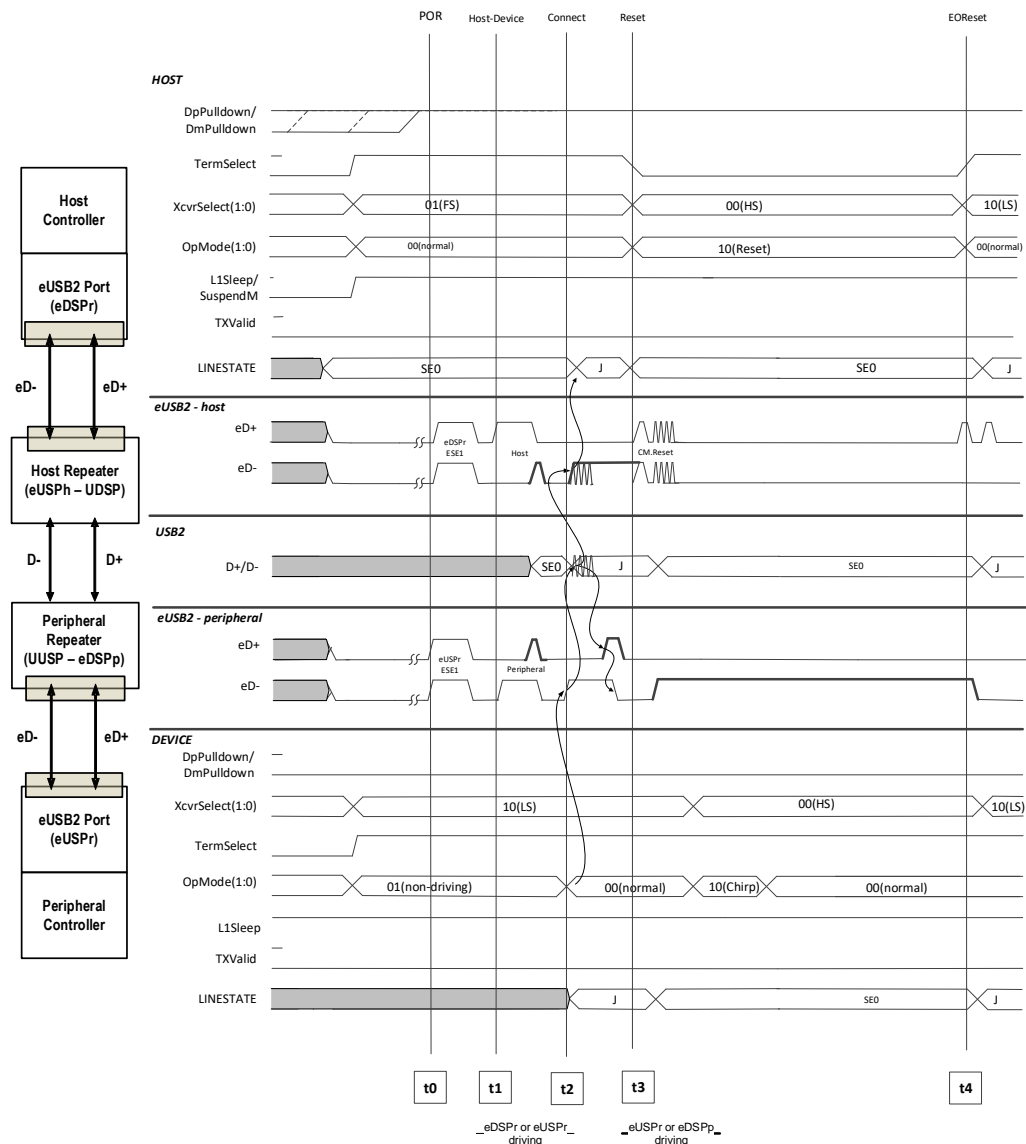 POR Host-Device Connect Reset EOReset
HOST
DpPulldown/
DmPulldown
TermSelect
XcvrSelect(1:0) 01(FS) 00(HS) 10(LS)
OpMode(1:0) 00(normal) 10(Reset) 00(normal)
L1Sleep/
SuspendM
TXValid
LINESTATE SE0 J SE0 J
eUSB2 - host
eD+ eDSPr
ESE1 Host CM.Reset
eD-
USB2
D+/D- SE0 J SE0 J
eUSB2 - peripheral
eD+ eUSPr
ESE1 Peripheral
eD-
DEVICE
DpPulldown/
DmPulldown
XcvrSelect(1:0) 10(LS) 00(HS) 10(LS)
TermSelect
OpMode(1:0) 01(non-driving) 00(normal) 10(Chirp) 00(normal)
L1Sleep
TXValid
LINESTATE J SE0 J
t0 t1 t2 t3 t4
eDSPr or eUSPr
driving
eUSPr or eDSPp
driving
Host
Controller
eUSB2 Port
(eDSPr)
eD- eD+
Host Repeater
(eUSPh – UDSP)
D- D+
Peripheral
Repeater
(UUSP – eDSPp)
eD- eD+
eUSB2 Port
(eUSPr)
Peripheral
Controller